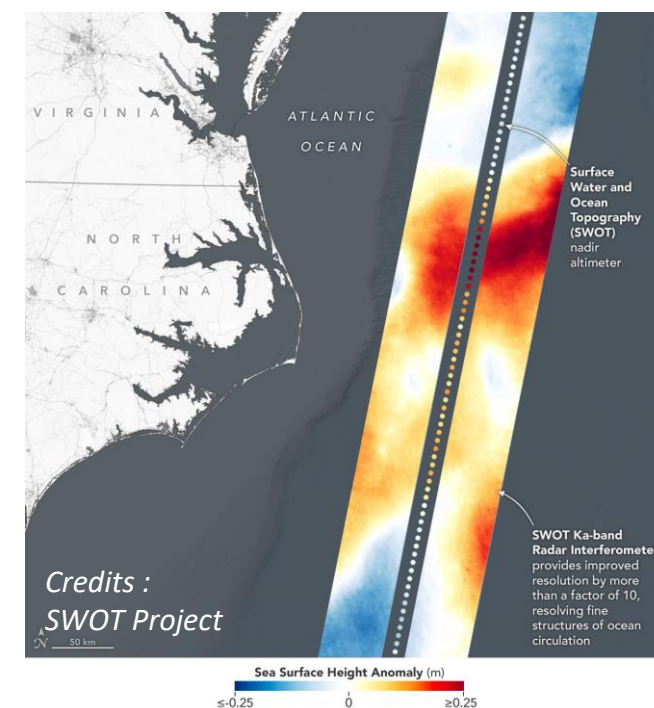 VIRGINIA
ATLANTIC
OCEAN
NORTH
CAROLINA
Surface
Water and
Ocean
Topography
(SWOT)
nadir
altimeter
SWOT Ka-band
Radar Interferomete
provides improved
resolution by more
than a factor of 10,
resolving fine
structures of ocean
circulation
Credits :
SWOT Project
N 50 km
Sea Surface Height Anomaly (m)
≤-0.25 0 ≥0.25